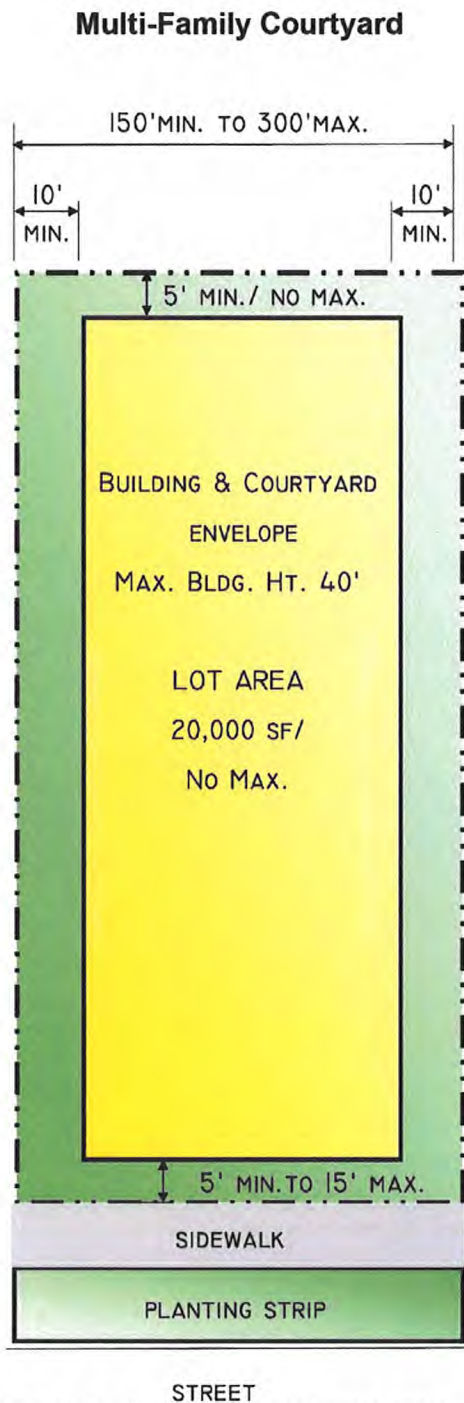 Multi-Family Courtyard
150'MIN. TO 300'MAX.
10'
MIN.
10'
MIN.
5' MIN./ NO MAX.
BUILDING & COURTYARD
ENVELOPE
MAX. BLDG. HT. 40'
LOT AREA
20,000 SF/
NO MAX.
5' MIN.TO 15' MAX.
SIDEWALK
PLANTING STRIP
STREET